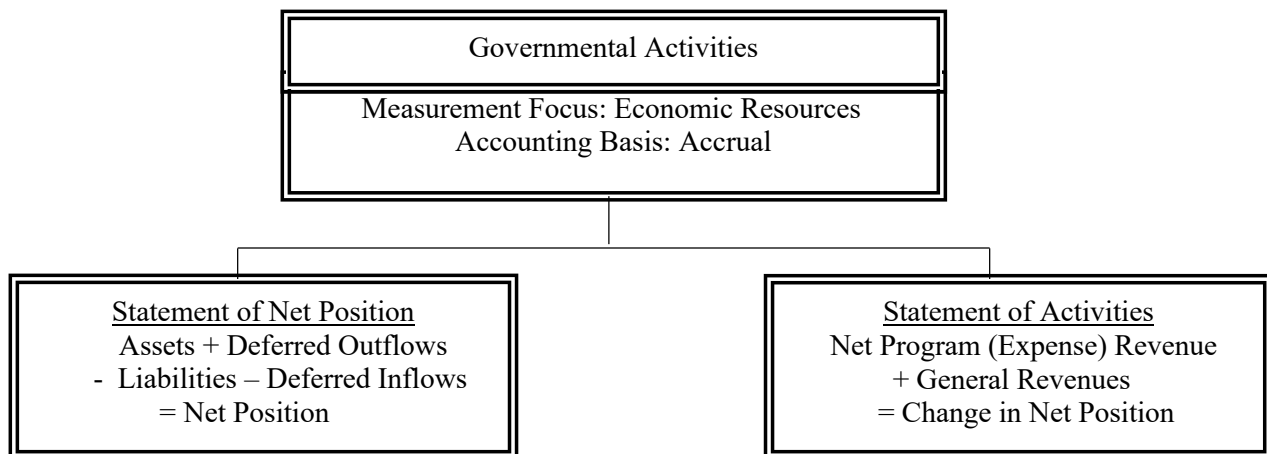 Governmental Activities
Measurement Focus: Economic Resources
Accounting Basis: Accrual
Statement of Net Position
Assets + Deferred Outflows
- Liabilities – Deferred Inflows
= Net Position
Statement of Activities
Net Program (Expense) Revenue
+ General Revenues
= Change in Net Position